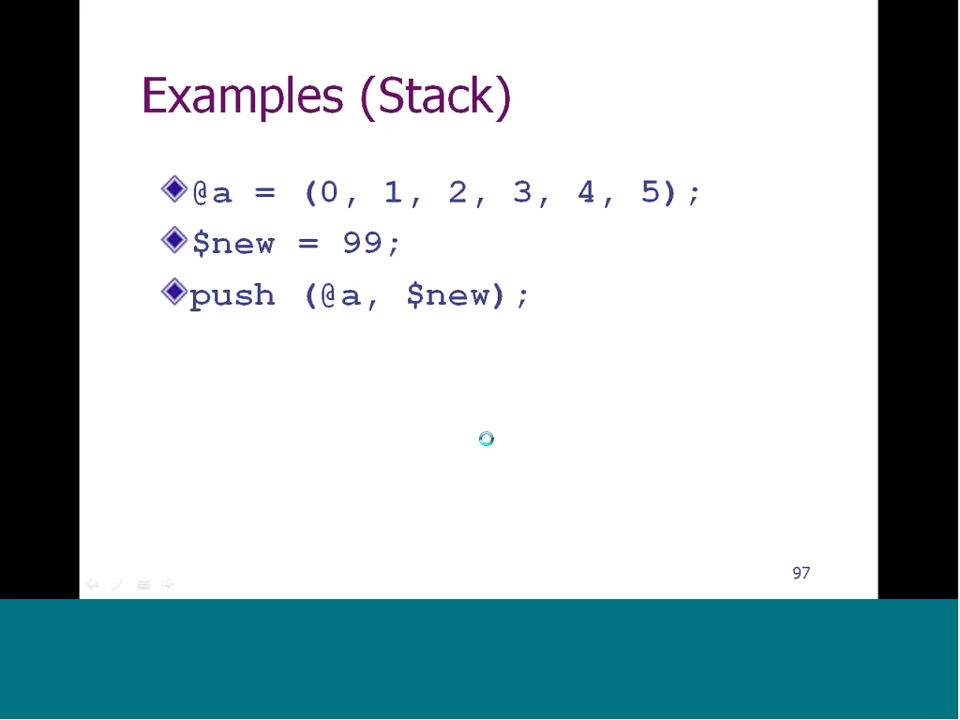 Examples (Stack)
@a = (0, 1, 2, 3, 4, 5);
$new = 99;
push (@a, $new);
97